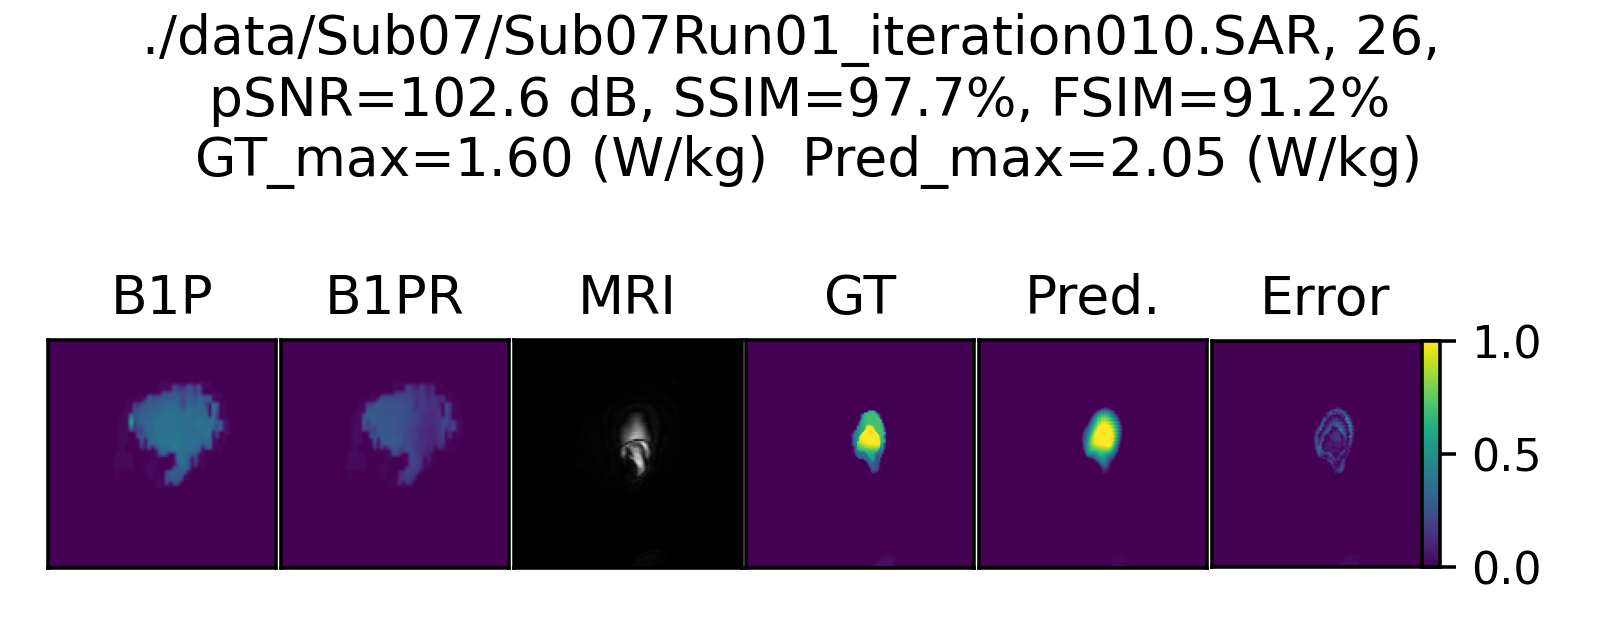 ./data/Sub07/Sub07Run01_iteration010.SAR, 26,
pSNR=102.6 dB, SSIM=97.7%, FSIM=91.2%
GT_max=1.60 (W/kg)  Pred_max=2.05 (W/kg)
B1P B1PR MRI GT Pred. Error
1.0
0.5
0.0